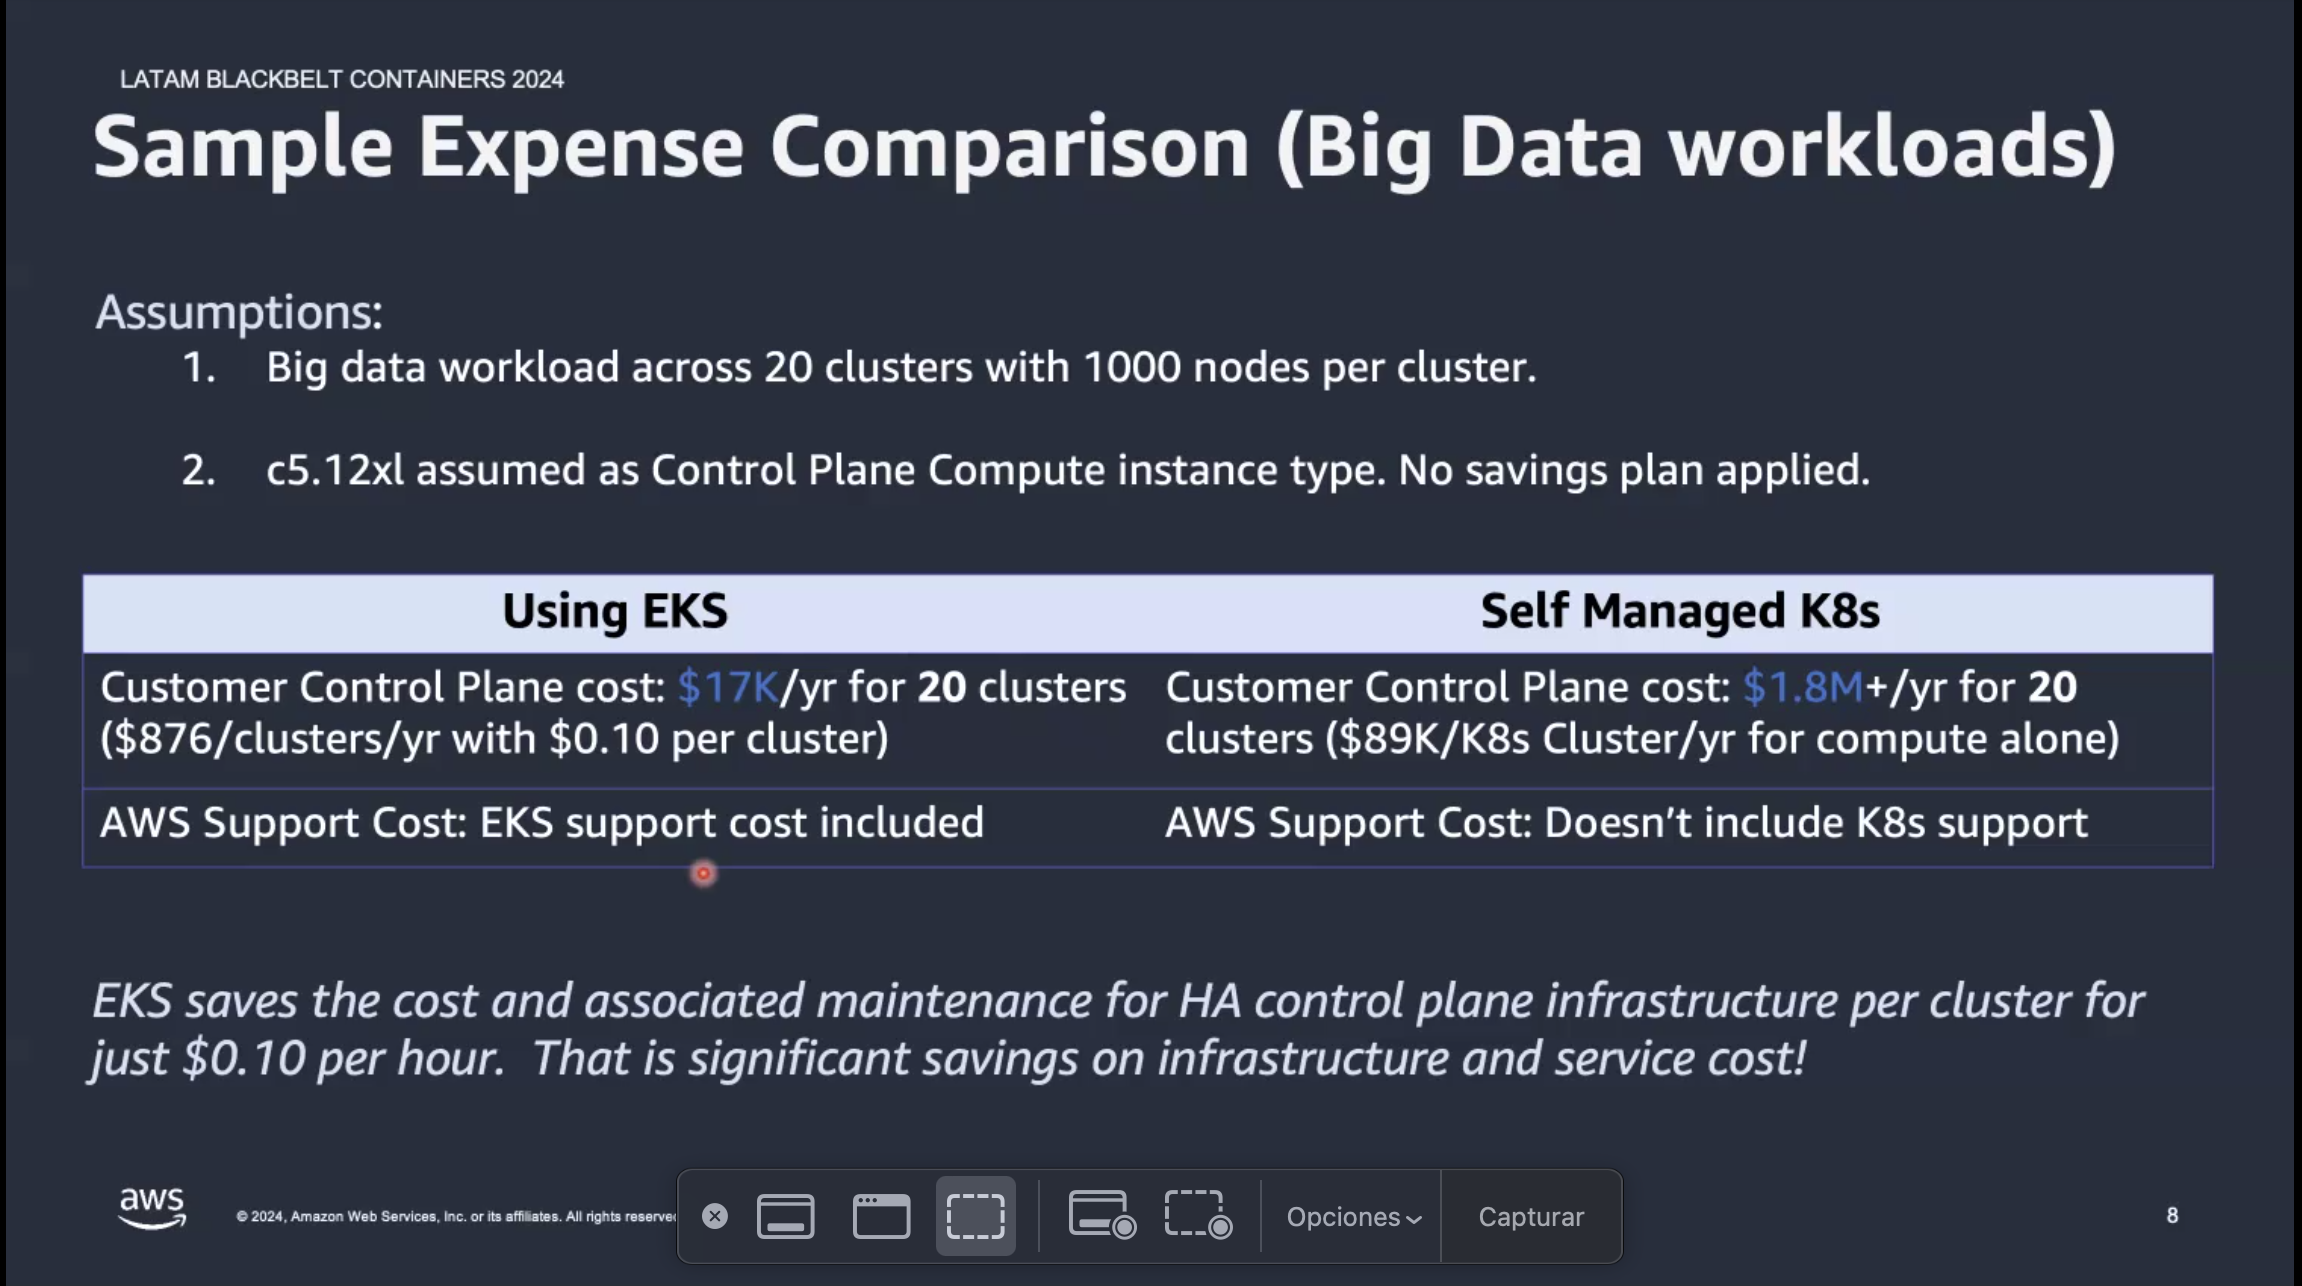 LATAM BLACKBELT CONTAINERS 2024
Sample Expense Comparison (Big Data workloads)
Assumptions:
1. Big data workload across 20 clusters with 1000 nodes per cluster.
2. c5.12xl assumed as Control Plane Compute instance type. No savings plan applied.
Using EKS
Self Managed K8s
Customer Control Plane cost: $17K/yr for 20 clusters
($876/clusters/yr with $0.10 per cluster)
Customer Control Plane cost: $1.8M+/yr for 20
clusters ($89K/K8s Cluster/yr for compute alone)
AWS Support Cost: EKS support cost included
AWS Support Cost: Doesn't include K8s support
EKS saves the cost and associated maintenance for HA control plane infrastructure per cluster for
just $0.10 per hour. That is significant savings on infrastructure and service cost!
aws
© 2024, Amazon Web Services, Inc. or its affiliates. All rights reserve
Opciones
Capturar
8